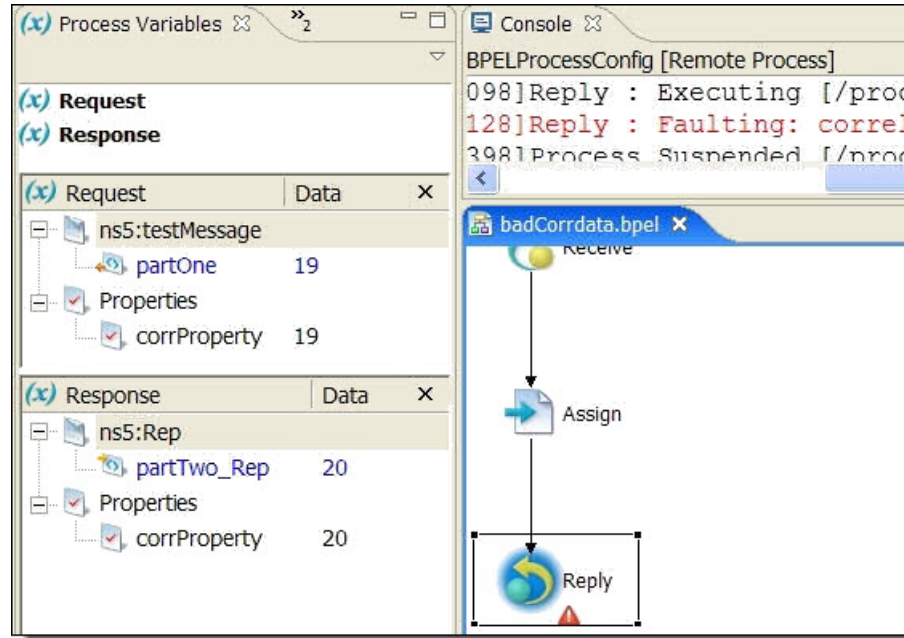 (x) Process Variables
»2
(x) Request
(x) Response
(x) Request Data
ns5:testMessage
partOne 19
Properties
corrProperty 19
(x) Response Data
ns5:Rep
partTwo_Rep 20
Properties
corrProperty 20
Console
BPELProcessConfig [Remote Process]
098]Reply : Executing [/proc
128]Reply : Faulting: correl
398]Process Suspended [/proc
badCorrdata.bpel
Receive
Assign
Reply